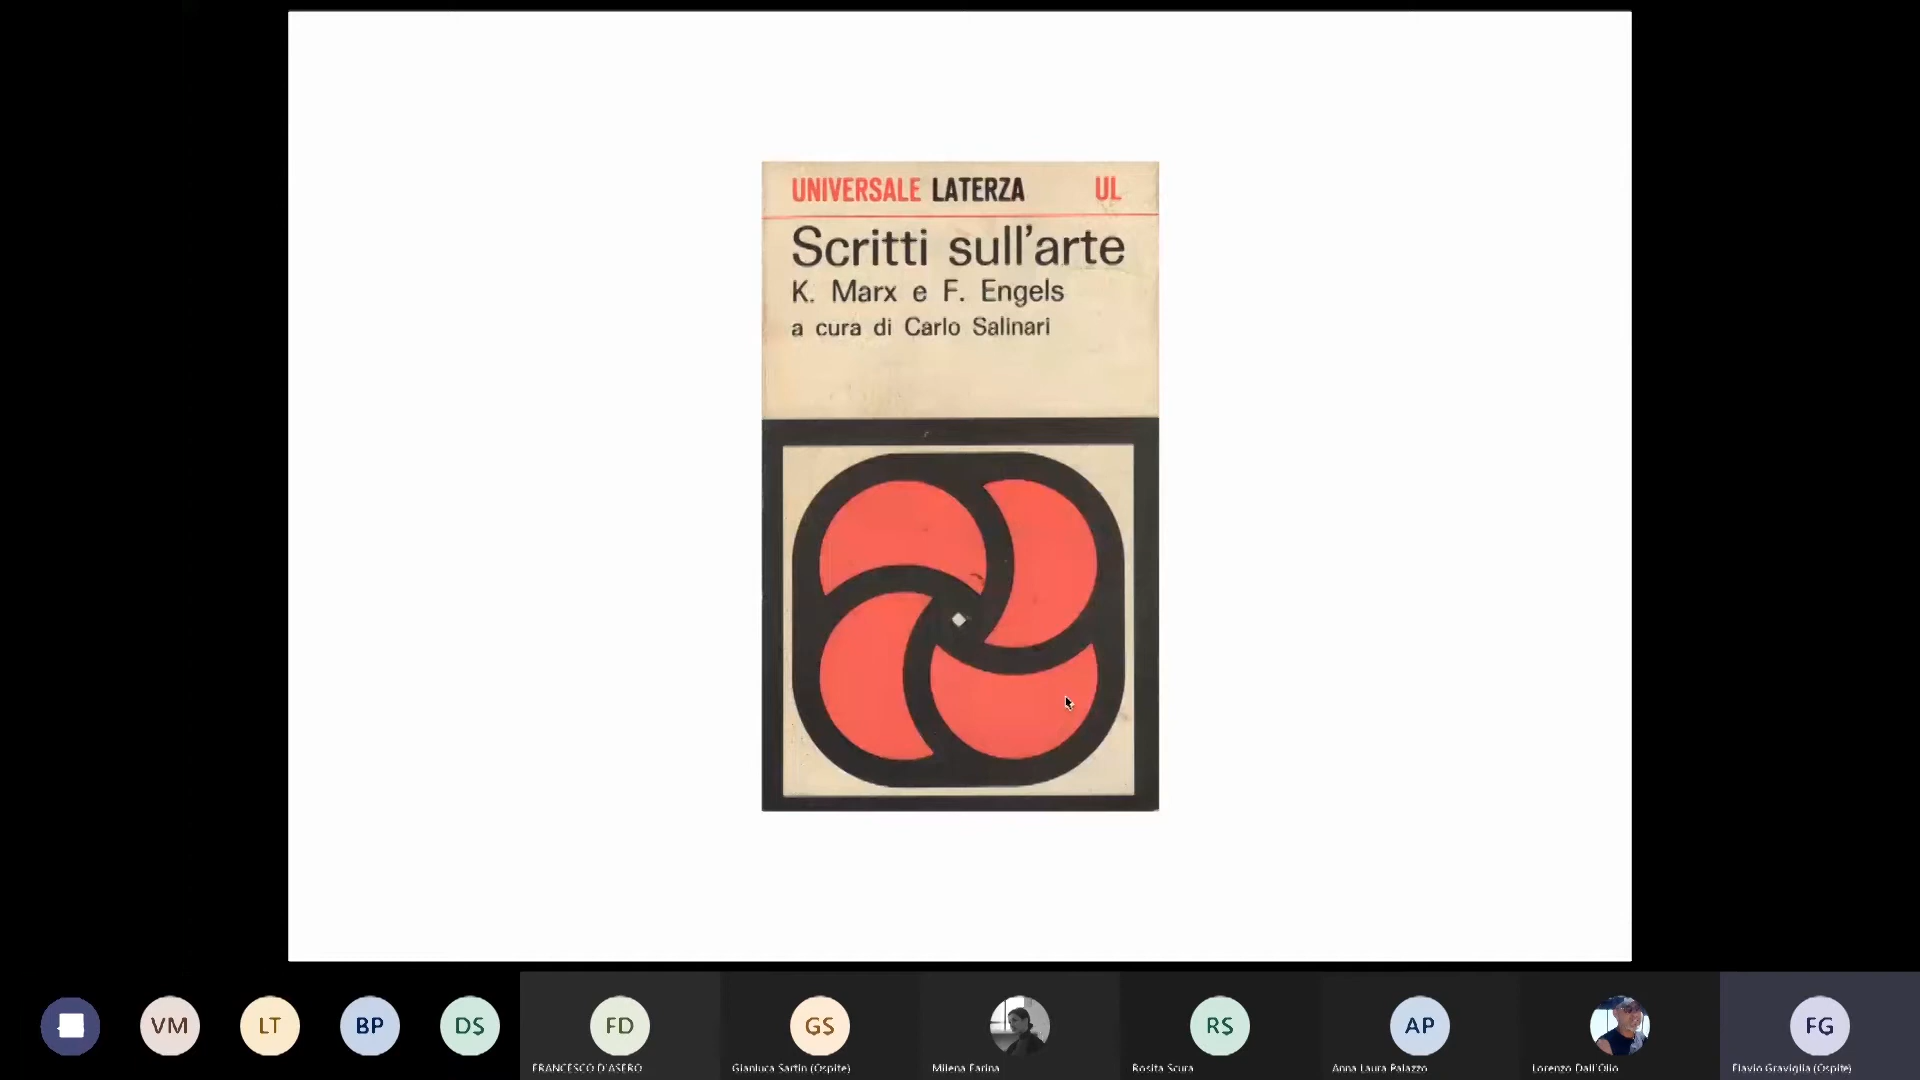 UNIVERSALE LATERZA UL
Scritti sull'arte
K. Marx e F. Engels
a cura di Carlo Salinari
VM
LT
BP
DS
FD
GS
RS
AP
FG
FRANCESCO D'ASERO
Gianluca Sartin (Ospite)
Milena Farina
Rosita Scura
Anna Laura Palazzo
Lorenzo Dall'Olio
Flavio Graviglia (Ospite)